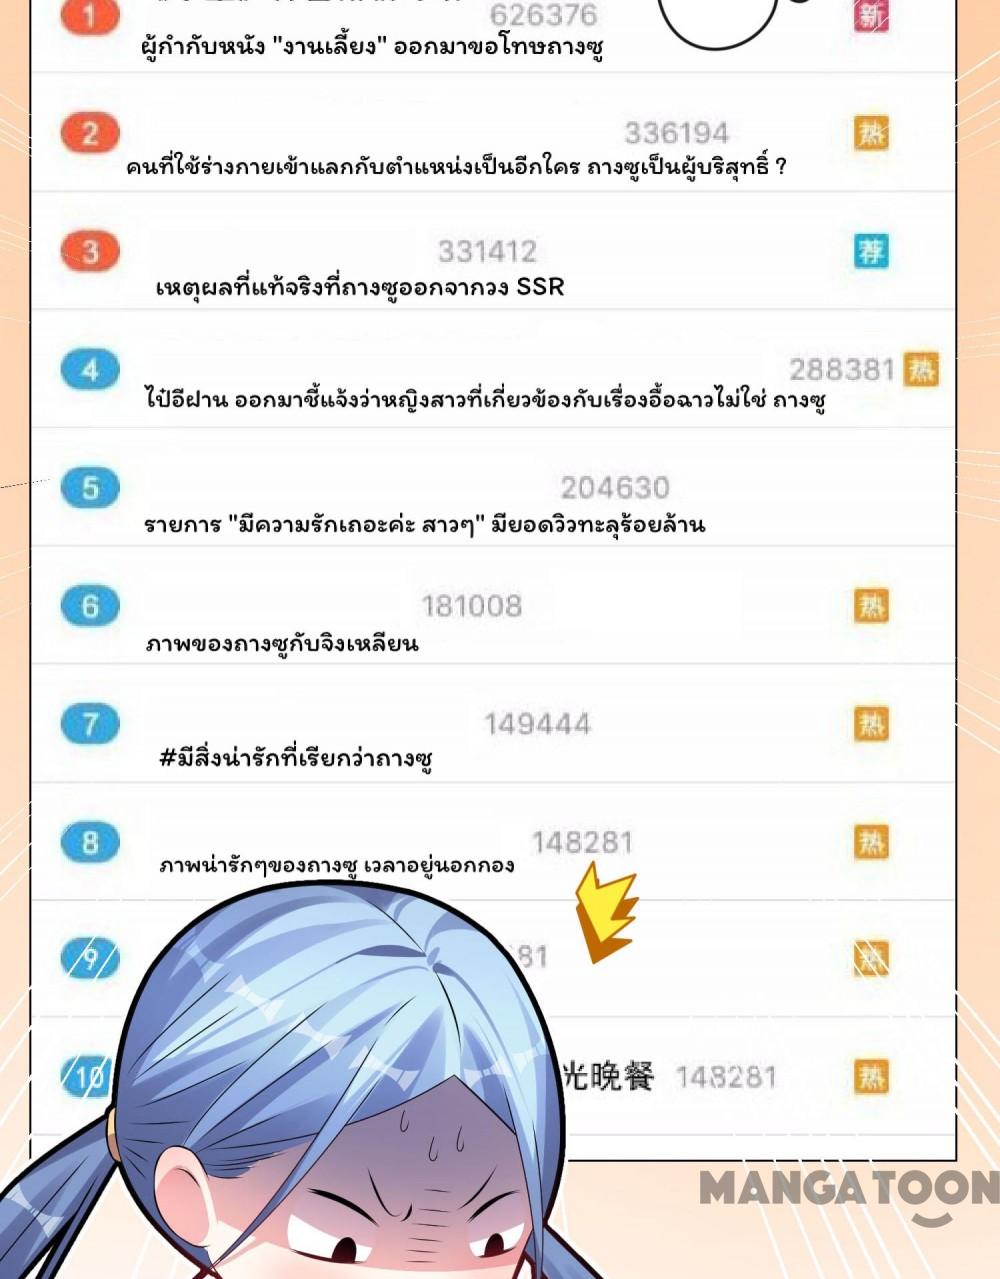 1 626376 新
ผู้กำกับหนัง "งานเลี้ยง" ออกมาขอโทษถางซู
2 336194 热
คนที่ใช้ร่างกายเข้าแลกกับตำแหน่งเป็นอีกใคร ถางซูเป็นผู้บริสุทธิ์ ?
3 331412 荐
เหตุผลที่แท้จริงที่ถางซูออกจากวง SSR
4 288381 热
ไป๋อีฝาน ออกมาชี้แจ้งว่าหญิงสาวที่เกี่ยวข้องกับเรื่องอื้อฉาวไม่ใช่ ถางซู
5 204630
รายการ "มีความรักเถอะค่ะ สาวๆ" มียอดวิวทะลุร้อยล้าน
6 181008 热
ภาพของถางซูกับจิงเหลียน
7 149444 热
#มีสิ่งน่ารักที่เรียกว่าถางซู
8 148281 热
ภาพน่ารักๆของถางซู เวลาอยู่นอกกอง
9 81 热
10 光晚餐 148281 热
MANGATOON